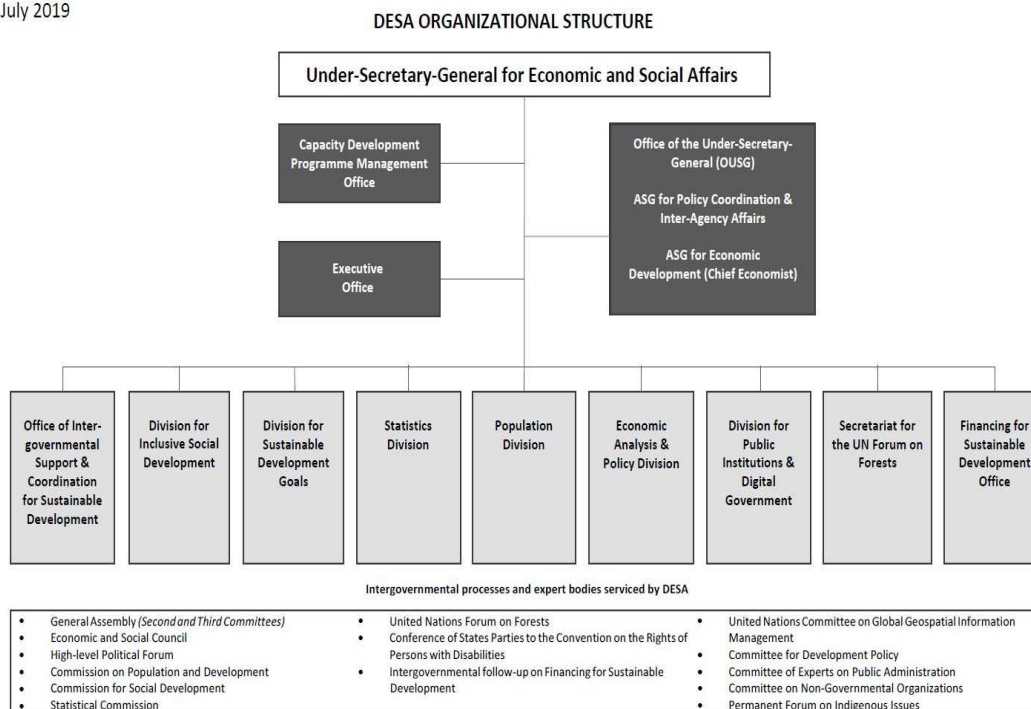 July 2019
DESA ORGANIZATIONAL STRUCTURE
Under-Secretary-General for Economic and Social Affairs
Capacity Development
Programme Management
Office
Office of the Under-Secretary-
General (OUSG)
ASG for Policy Coordination &
Inter-Agency Affairs
ASG for Economic
Development (Chief Economist)
Executive
Office
Office of Inter-
governmental
Support &
Coordination
for Sustainable
Development
Division for
Inclusive Social
Development
Division for
Sustainable
Development
Goals
Statistics
Division
Population
Division
Economic
Analysis &
Policy Division
Division for
Public
Institutions &
Digital
Government
Secretariat for
the UN Forum on
Forests
Financing for
Sustainable
Development
Office
Intergovernmental processes and expert bodies serviced by DESA
• General Assembly (Second and Third Committees)
• Economic and Social Council
• High-level Political Forum
• Commission on Population and Development
• Commission for Social Development
• Statistical Commission
• United Nations Forum on Forests
• Conference of States Parties to the Convention on the Rights of
Persons with Disabilities
• Intergovernmental follow-up on Financing for Sustainable
Development
• United Nations Committee on Global Geospatial Information
Management
• Committee for Development Policy
• Committee of Experts on Public Administration
• Committee on Non-Governmental Organizations
• Permanent Forum on Indigenous Issues